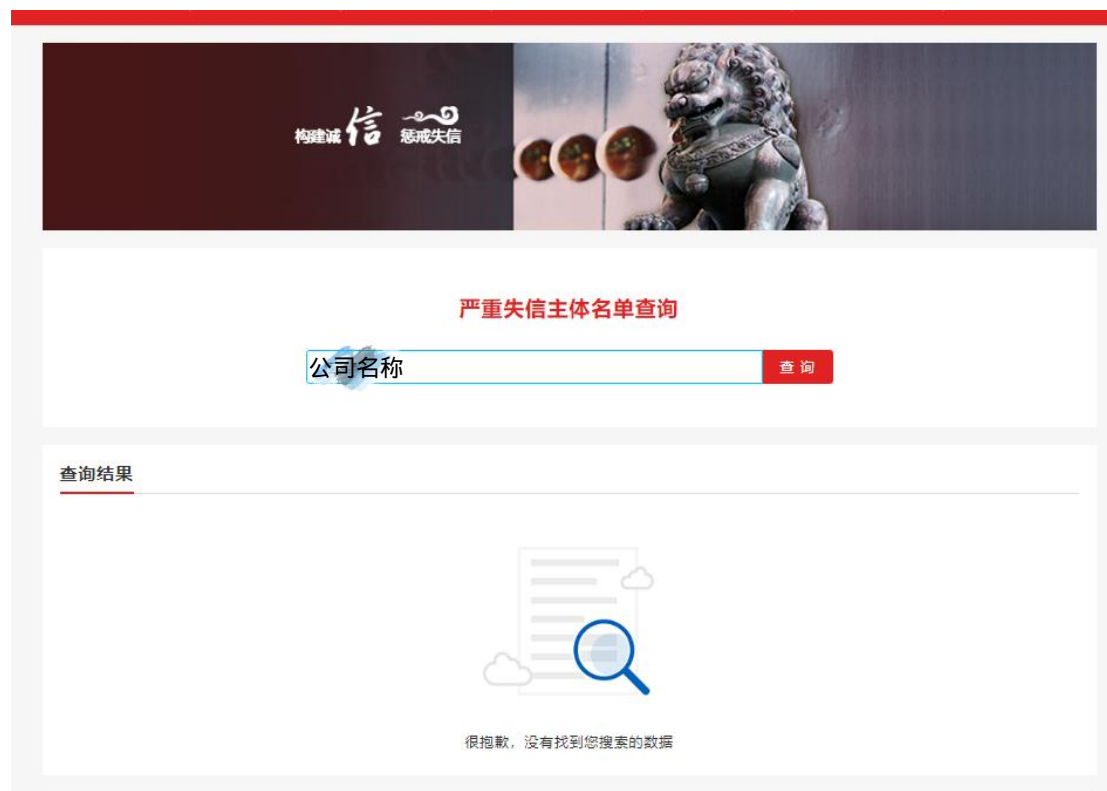 构建诚信 惩戒失信
严重失信主体名单查询
公司名称
查询
查询结果
很抱歉，没有找到您搜索的数据